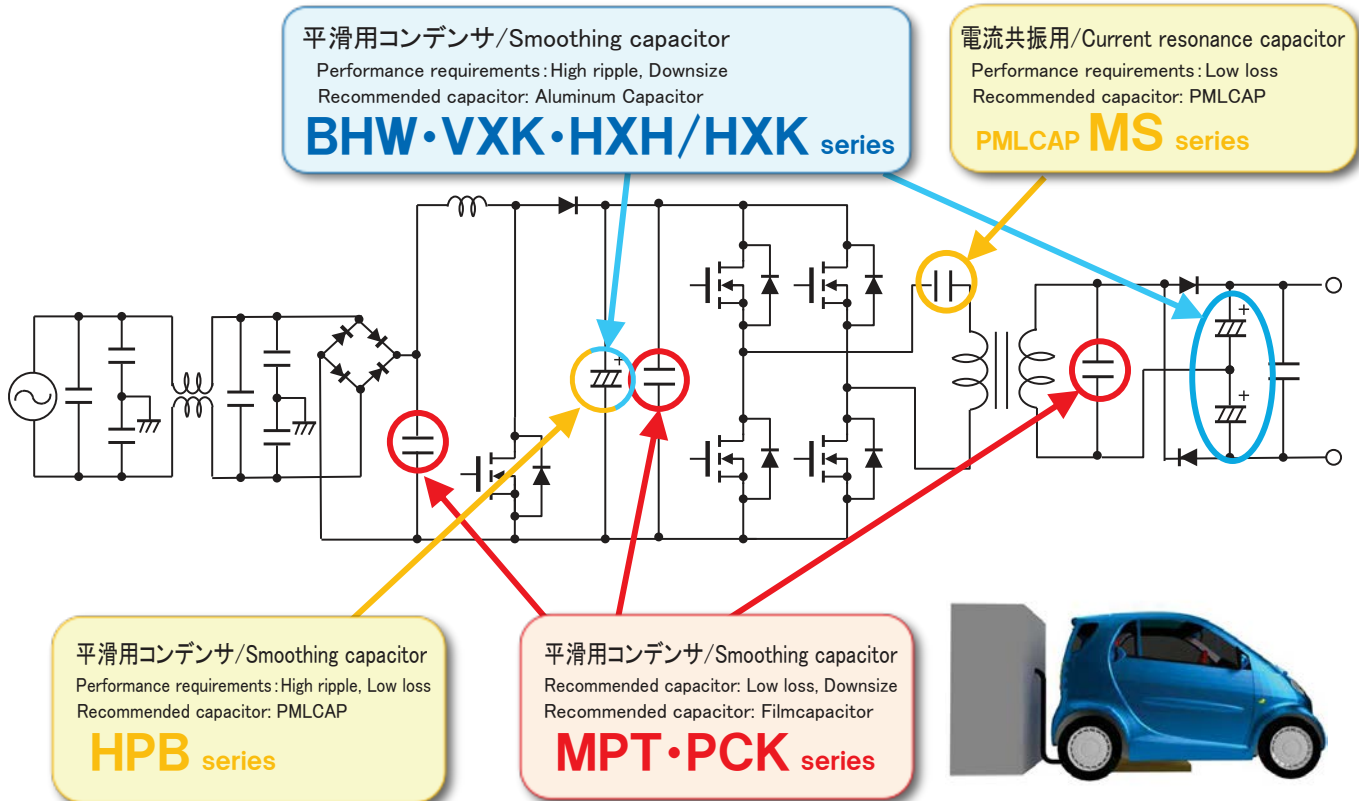 平滑用コンデンサ/Smoothing capacitor
Performance requirements:High ripple, Downsize
Recommended capacitor: Aluminum Capacitor
BHW・VXK・HXH/HXK series
電流共振用/Current resonance capacitor
Performance requirements:Low loss
Recommended capacitor: PMLCAP
PMLCAP MS series
+
+
+
平滑用コンデンサ/Smoothing capacitor
Performance requirements:High ripple, Low loss
Recommended capacitor: PMLCAP
HPB series
平滑用コンデンサ/Smoothing capacitor
Recommended capacitor: Low loss, Downsize
Recommended capacitor: Filmcapacitor
MPT・PCK series